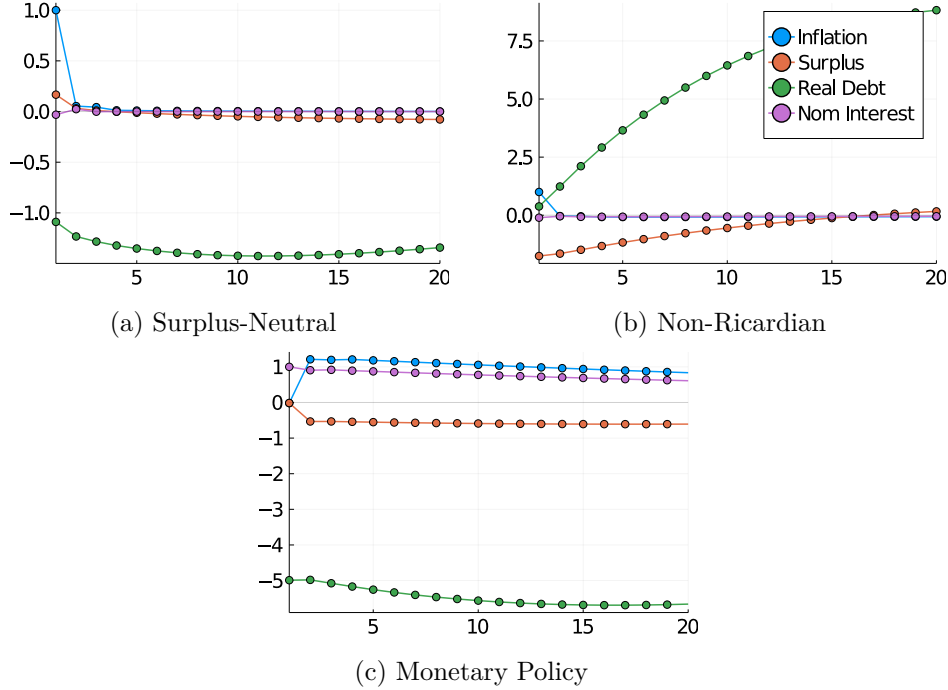 1.0
0.5
0.0
−0.5
−1.0
5 10 15 20
(a) Surplus-Neutral
7.5
5.0
2.5
0.0
5 10 15 20
Inflation
Surplus
Real Debt
Nom Interest
(b) Non-Ricardian
1
0
−1
−2
−3
−4
−5
5 10 15 20
(c) Monetary Policy